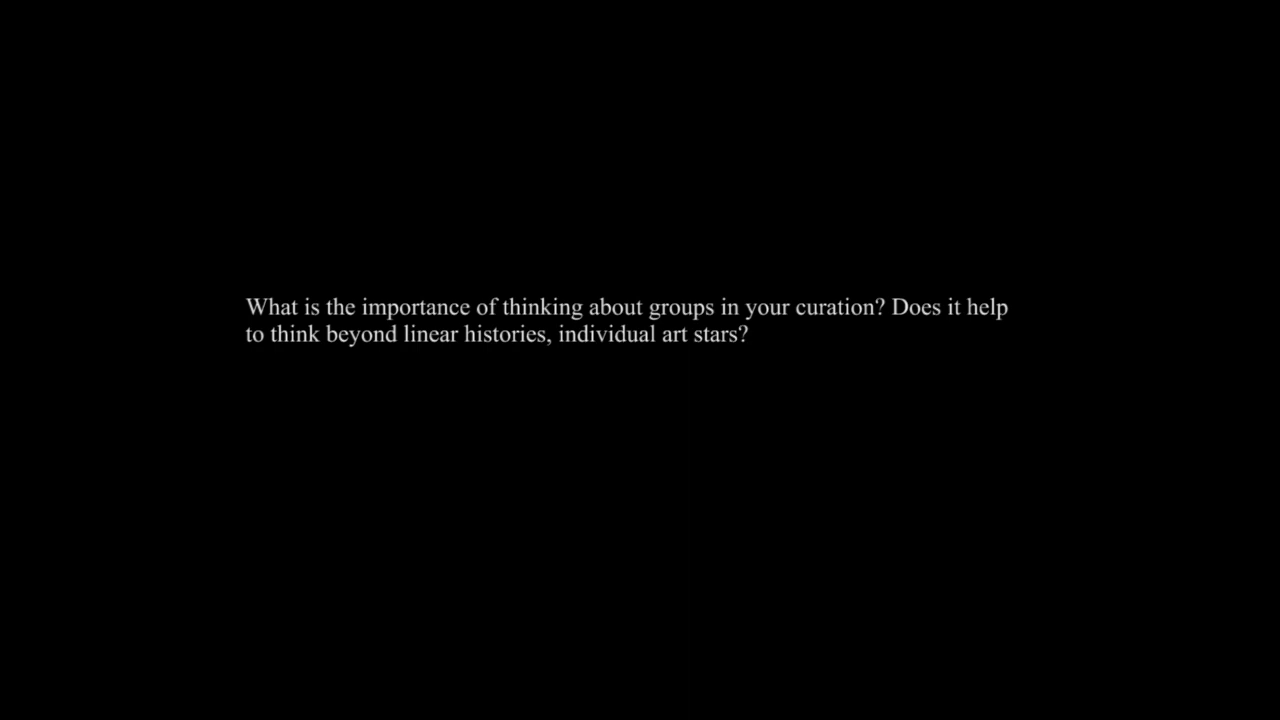 What is the importance of thinking about groups in your curation? Does it help
to think beyond linear histories, individual art stars?